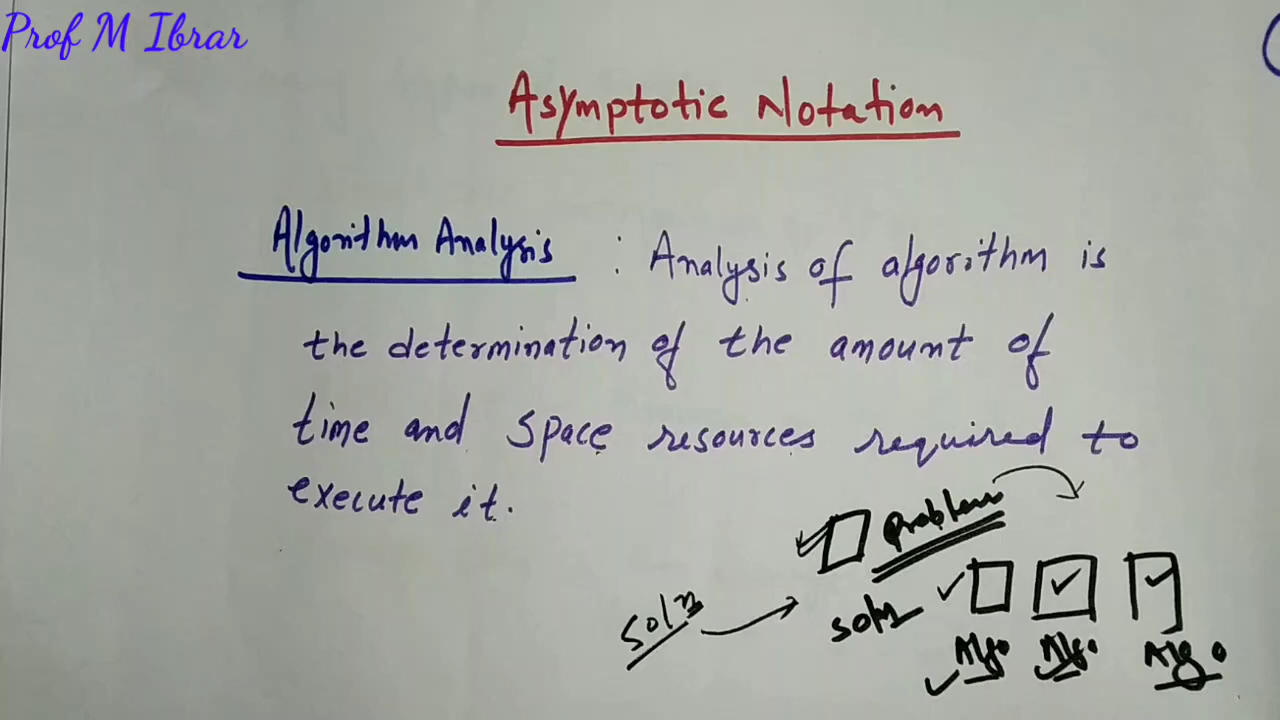 Prof M Ibrar
Asymptotic Notation
Algorithm Analysis : Analysis of algorithm is
the determination of the amount of
time and space resources required to
execute it.
problem
soln
soln
Algo Algo Algo